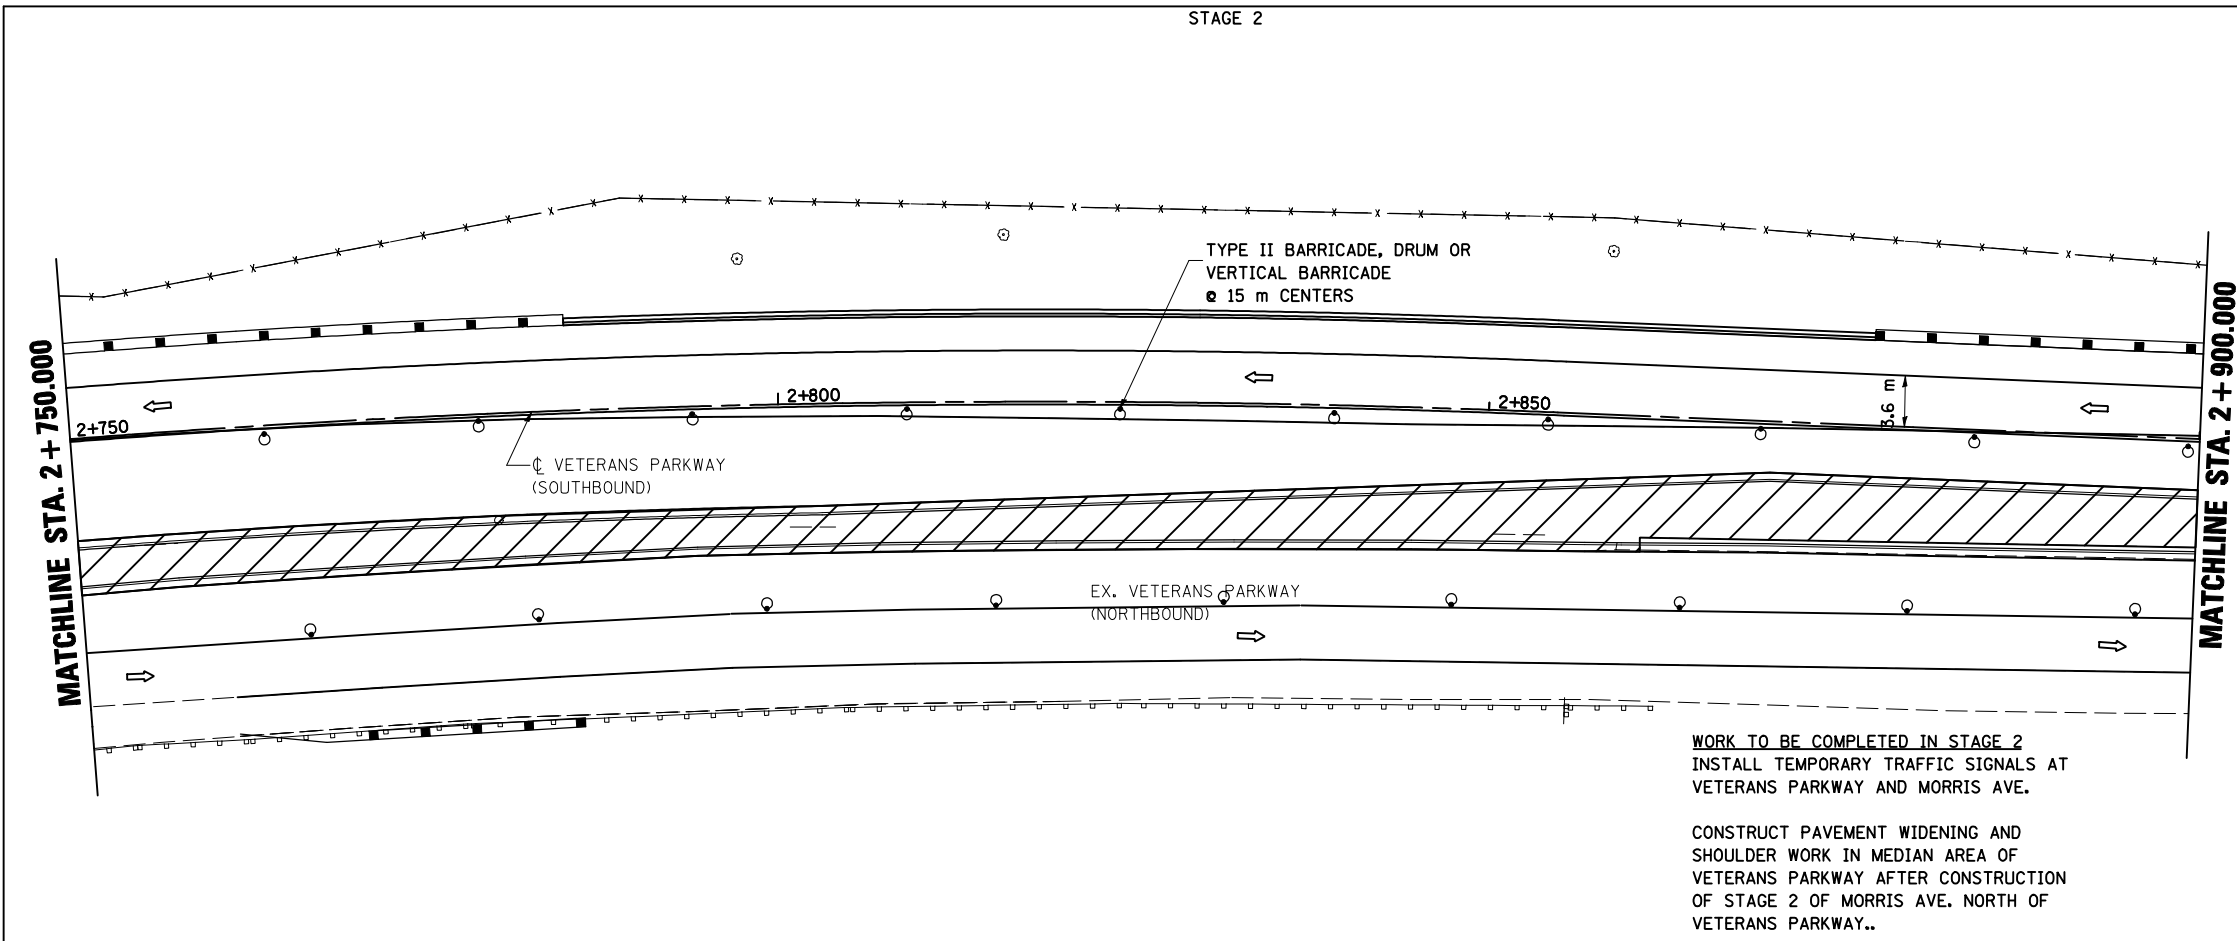 STAGE 2
TYPE II BARRICADE, DRUM OR
VERTICAL BARRICADE
@ 15 m CENTERS
MATCHLINE STA. 2+750.000
MATCHLINE STA. 2+900.000
2+750
2+800
2+850
3.6 m
℄ VETERANS PARKWAY
(SOUTHBOUND)
EX. VETERANS PARKWAY
(NORTHBOUND)
WORK TO BE COMPLETED IN STAGE 2
INSTALL TEMPORARY TRAFFIC SIGNALS AT
VETERANS PARKWAY AND MORRIS AVE.
CONSTRUCT PAVEMENT WIDENING AND
SHOULDER WORK IN MEDIAN AREA OF
VETERANS PARKWAY AFTER CONSTRUCTION
OF STAGE 2 OF MORRIS AVE. NORTH OF
VETERANS PARKWAY..